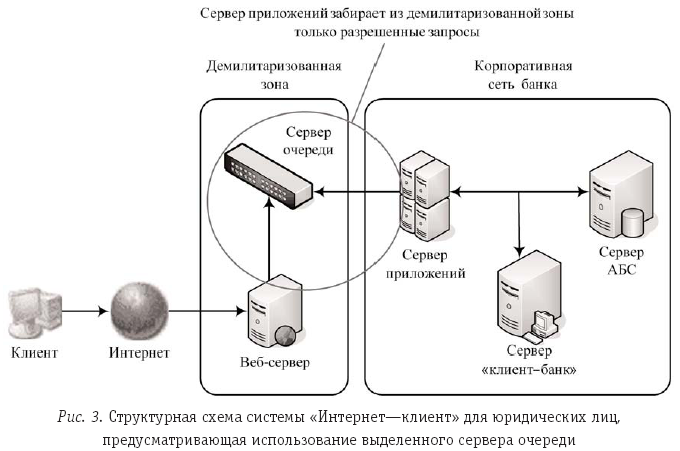 Сервер приложений забирает из демилитаризованной зоны
только разрешенные запросы
Демилитаризованная
зона
Корпоративная
сеть банка
Сервер
очереди
Сервер
приложений
Сервер
АБС
Клиент
Интернет
Веб-сервер
Сервер
«клиент–банк»
Рис. 3. Структурная схема системы «Интернет—клиент» для юридических лиц,
предусматривающая использование выделенного сервера очереди